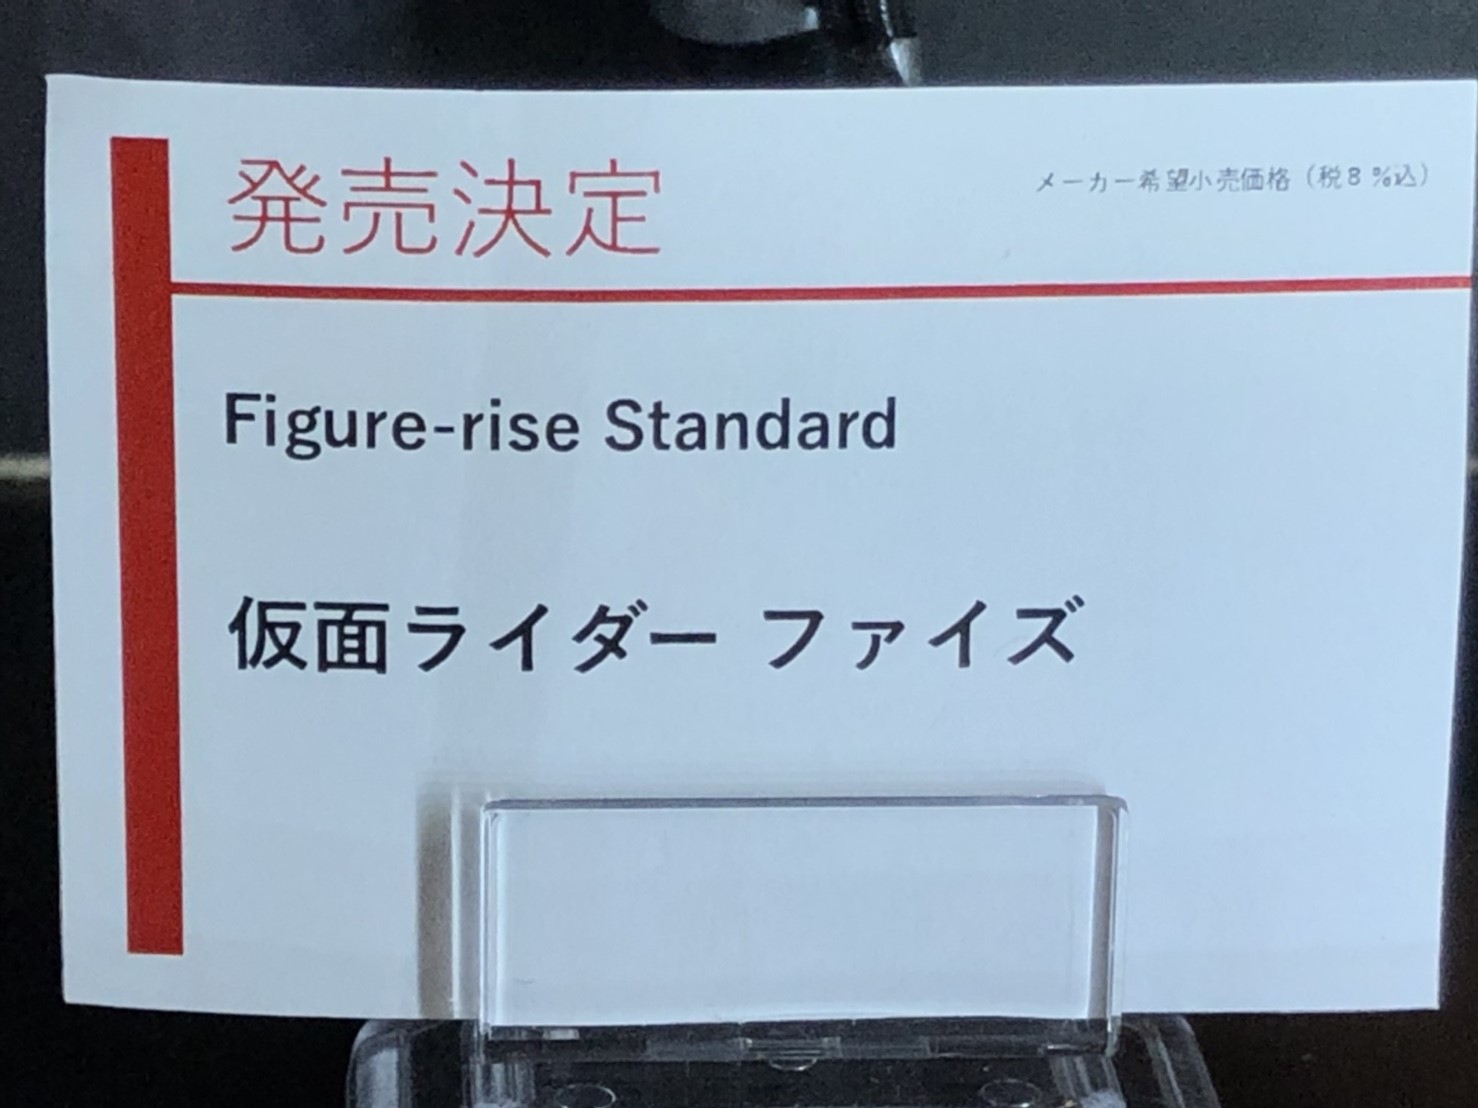 発売決定
メーカー希望小売価格（税８％込）
Figure-rise Standard
仮面ライダー ファイズ